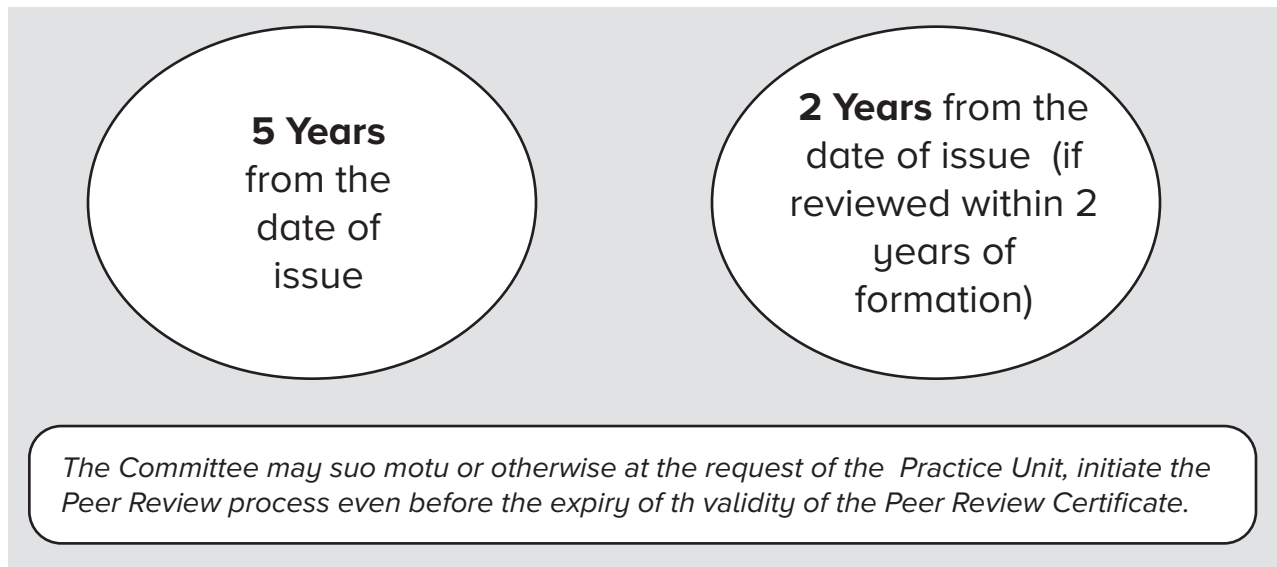 5 Years
from the
date of
issue
2 Years from the
date of issue (if
reviewed within 2
years of
formation)
The Committee may suo motu or otherwise at the request of the Practice Unit, initiate the
Peer Review process even before the expiry of th validity of the Peer Review Certificate.